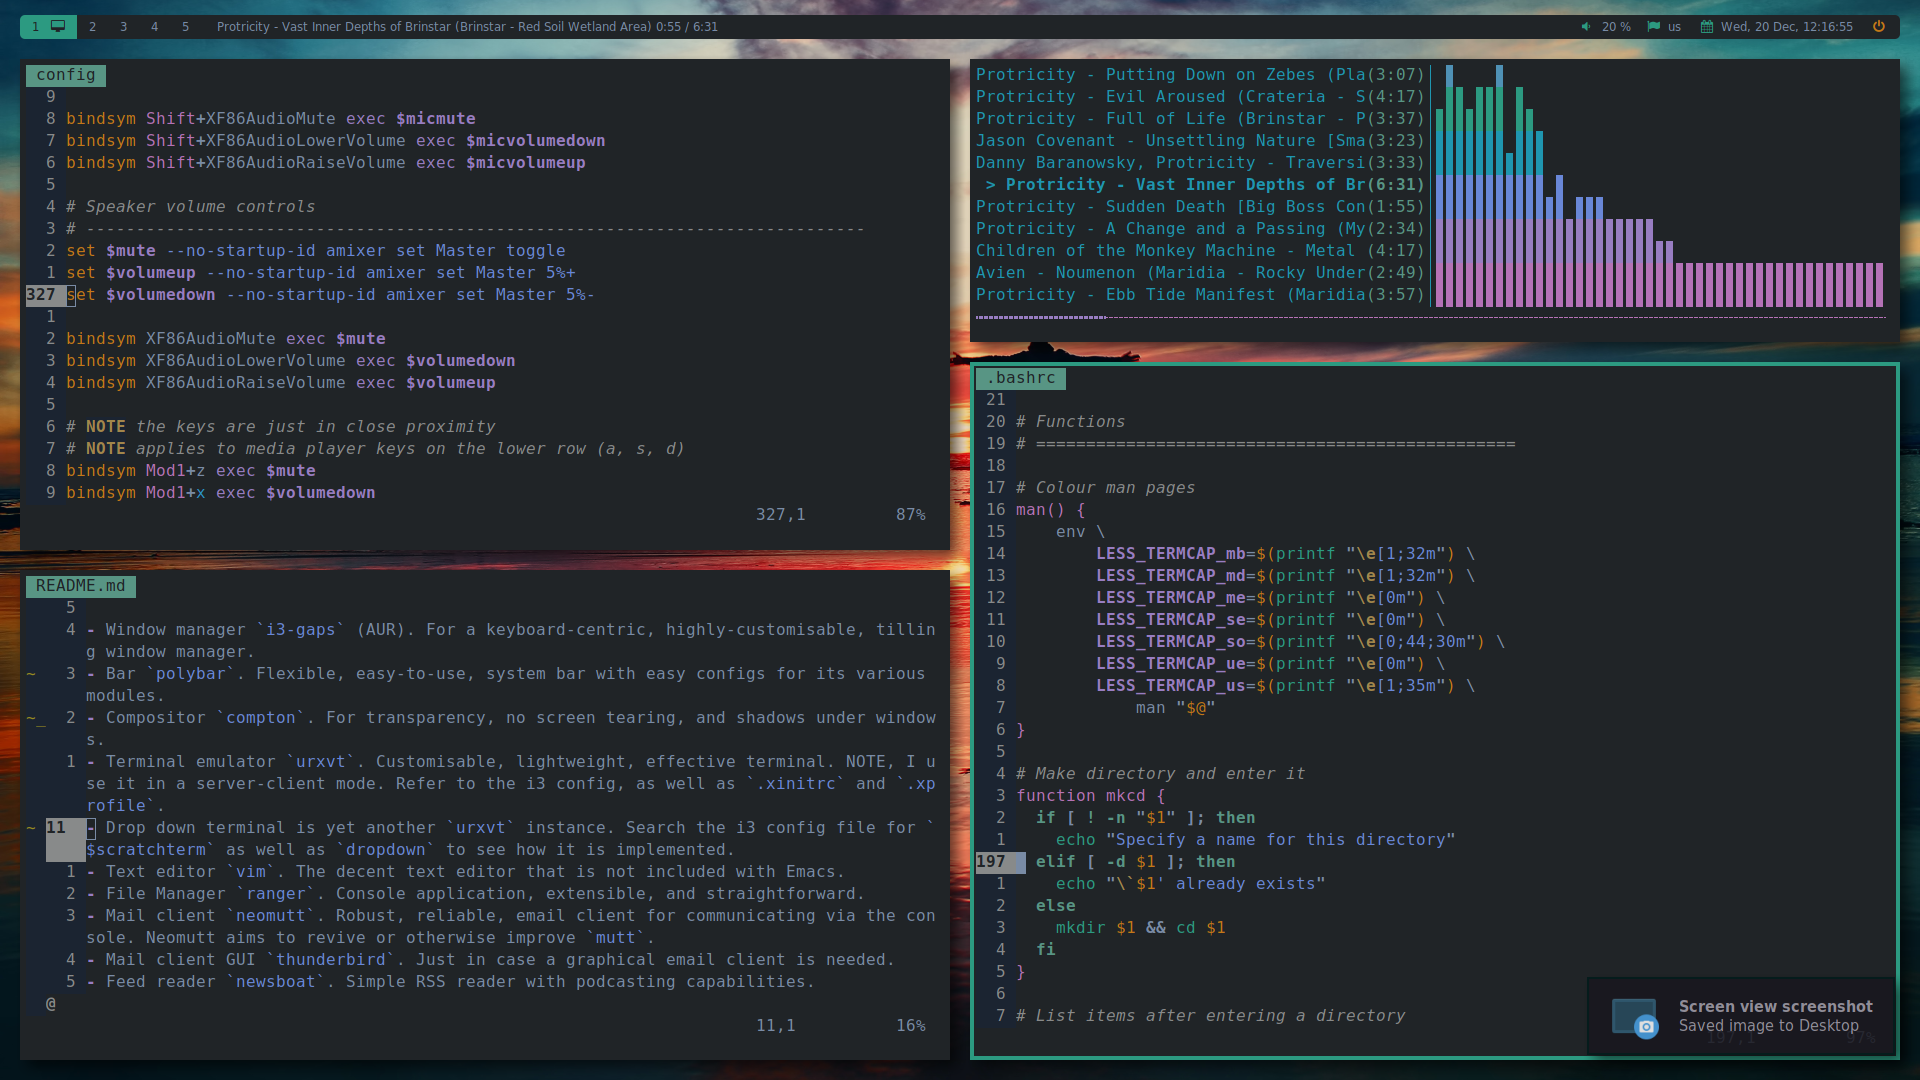 1 2 3 4 5 Protricity - Vast Inner Depths of Brinstar (Brinstar - Red Soil Wetland Area) 0:55 / 6:31 20 % us Wed, 20 Dec, 12:16:55
config
9
8 bindsym Shift+XF86AudioMute exec $micmute
7 bindsym Shift+XF86AudioLowerVolume exec $micvolumedown
6 bindsym Shift+XF86AudioRaiseVolume exec $micvolumeup
5
4 # Speaker volume controls
3 # ------------------------------------------------------------------------------
2 set $mute --no-startup-id amixer set Master toggle
1 set $volumeup --no-startup-id amixer set Master 5%+
327 set $volumedown --no-startup-id amixer set Master 5%-
1
2 bindsym XF86AudioMute exec $mute
3 bindsym XF86AudioLowerVolume exec $volumedown
4 bindsym XF86AudioRaiseVolume exec $volumeup
5
6 # NOTE the keys are just in close proximity
7 # NOTE applies to media player keys on the lower row (a, s, d)
8 bindsym Mod1+z exec $mute
9 bindsym Mod1+x exec $volumedown
327,1 87%
Protricity - Putting Down on Zebes (Pla(3:07)
Protricity - Evil Aroused (Crateria - S(4:17)
Protricity - Full of Life (Brinstar - P(3:37)
Jason Covenant - Unsettling Nature [Sma(3:23)
Danny Baranowsky, Protricity - Traversi(3:33)
> Protricity - Vast Inner Depths of Br(6:31)
Protricity - Sudden Death [Big Boss Con(1:55)
Protricity - A Change and a Passing (My(2:34)
Children of the Monkey Machine - Metal (4:17)
Avien - Noumenon (Maridia - Rocky Under(2:49)
Protricity - Ebb Tide Manifest (Maridia(3:57)
README.md
5
4 - Window manager `i3-gaps` (AUR). For a keyboard-centric, highly-customisable, tillin
g window manager.
~ 3 - Bar `polybar`. Flexible, easy-to-use, system bar with easy configs for its various
modules.
~_ 2 - Compositor `compton`. For transparency, no screen tearing, and shadows under window
s.
1 - Terminal emulator `urxvt`. Customisable, lightweight, effective terminal. NOTE, I u
se it in a server-client mode. Refer to the i3 config, as well as `.xinitrc` and `.xp
rofile`.
~ 11 - Drop down terminal is yet another `urxvt` instance. Search the i3 config file for `
$scratchterm` as well as `dropdown` to see how it is implemented.
1 - Text editor `vim`. The decent text editor that is not included with Emacs.
2 - File Manager `ranger`. Console application, extensible, and straightforward.
3 - Mail client `neomutt`. Robust, reliable, email client for communicating via the con
sole. Neomutt aims to revive or otherwise improve `mutt`.
4 - Mail client GUI `thunderbird`. Just in case a graphical email client is needed.
5 - Feed reader `newsboat`. Simple RSS reader with podcasting capabilities.
@
11,1 16%
.bashrc
21
20 # Functions
19 # ================================================
18
17 # Colour man pages
16 man() {
15 env \
14 LESS_TERMCAP_mb=$(printf "\e[1;32m") \
13 LESS_TERMCAP_md=$(printf "\e[1;32m") \
12 LESS_TERMCAP_me=$(printf "\e[0m") \
11 LESS_TERMCAP_se=$(printf "\e[0m") \
10 LESS_TERMCAP_so=$(printf "\e[0;44;30m") \
9 LESS_TERMCAP_ue=$(printf "\e[0m") \
8 LESS_TERMCAP_us=$(printf "\e[1;35m") \
7 man "$@"
6 }
5
4 # Make directory and enter it
3 function mkcd {
2 if [ ! -n "$1" ]; then
1 echo "Specify a name for this directory"
197 elif [ -d $1 ]; then
1 echo "\`$1' already exists"
2 else
3 mkdir $1 && cd $1
4 fi
5 }
6
7 # List items after entering a directory
197,1 97%
Screen view screenshot
Saved image to Desktop